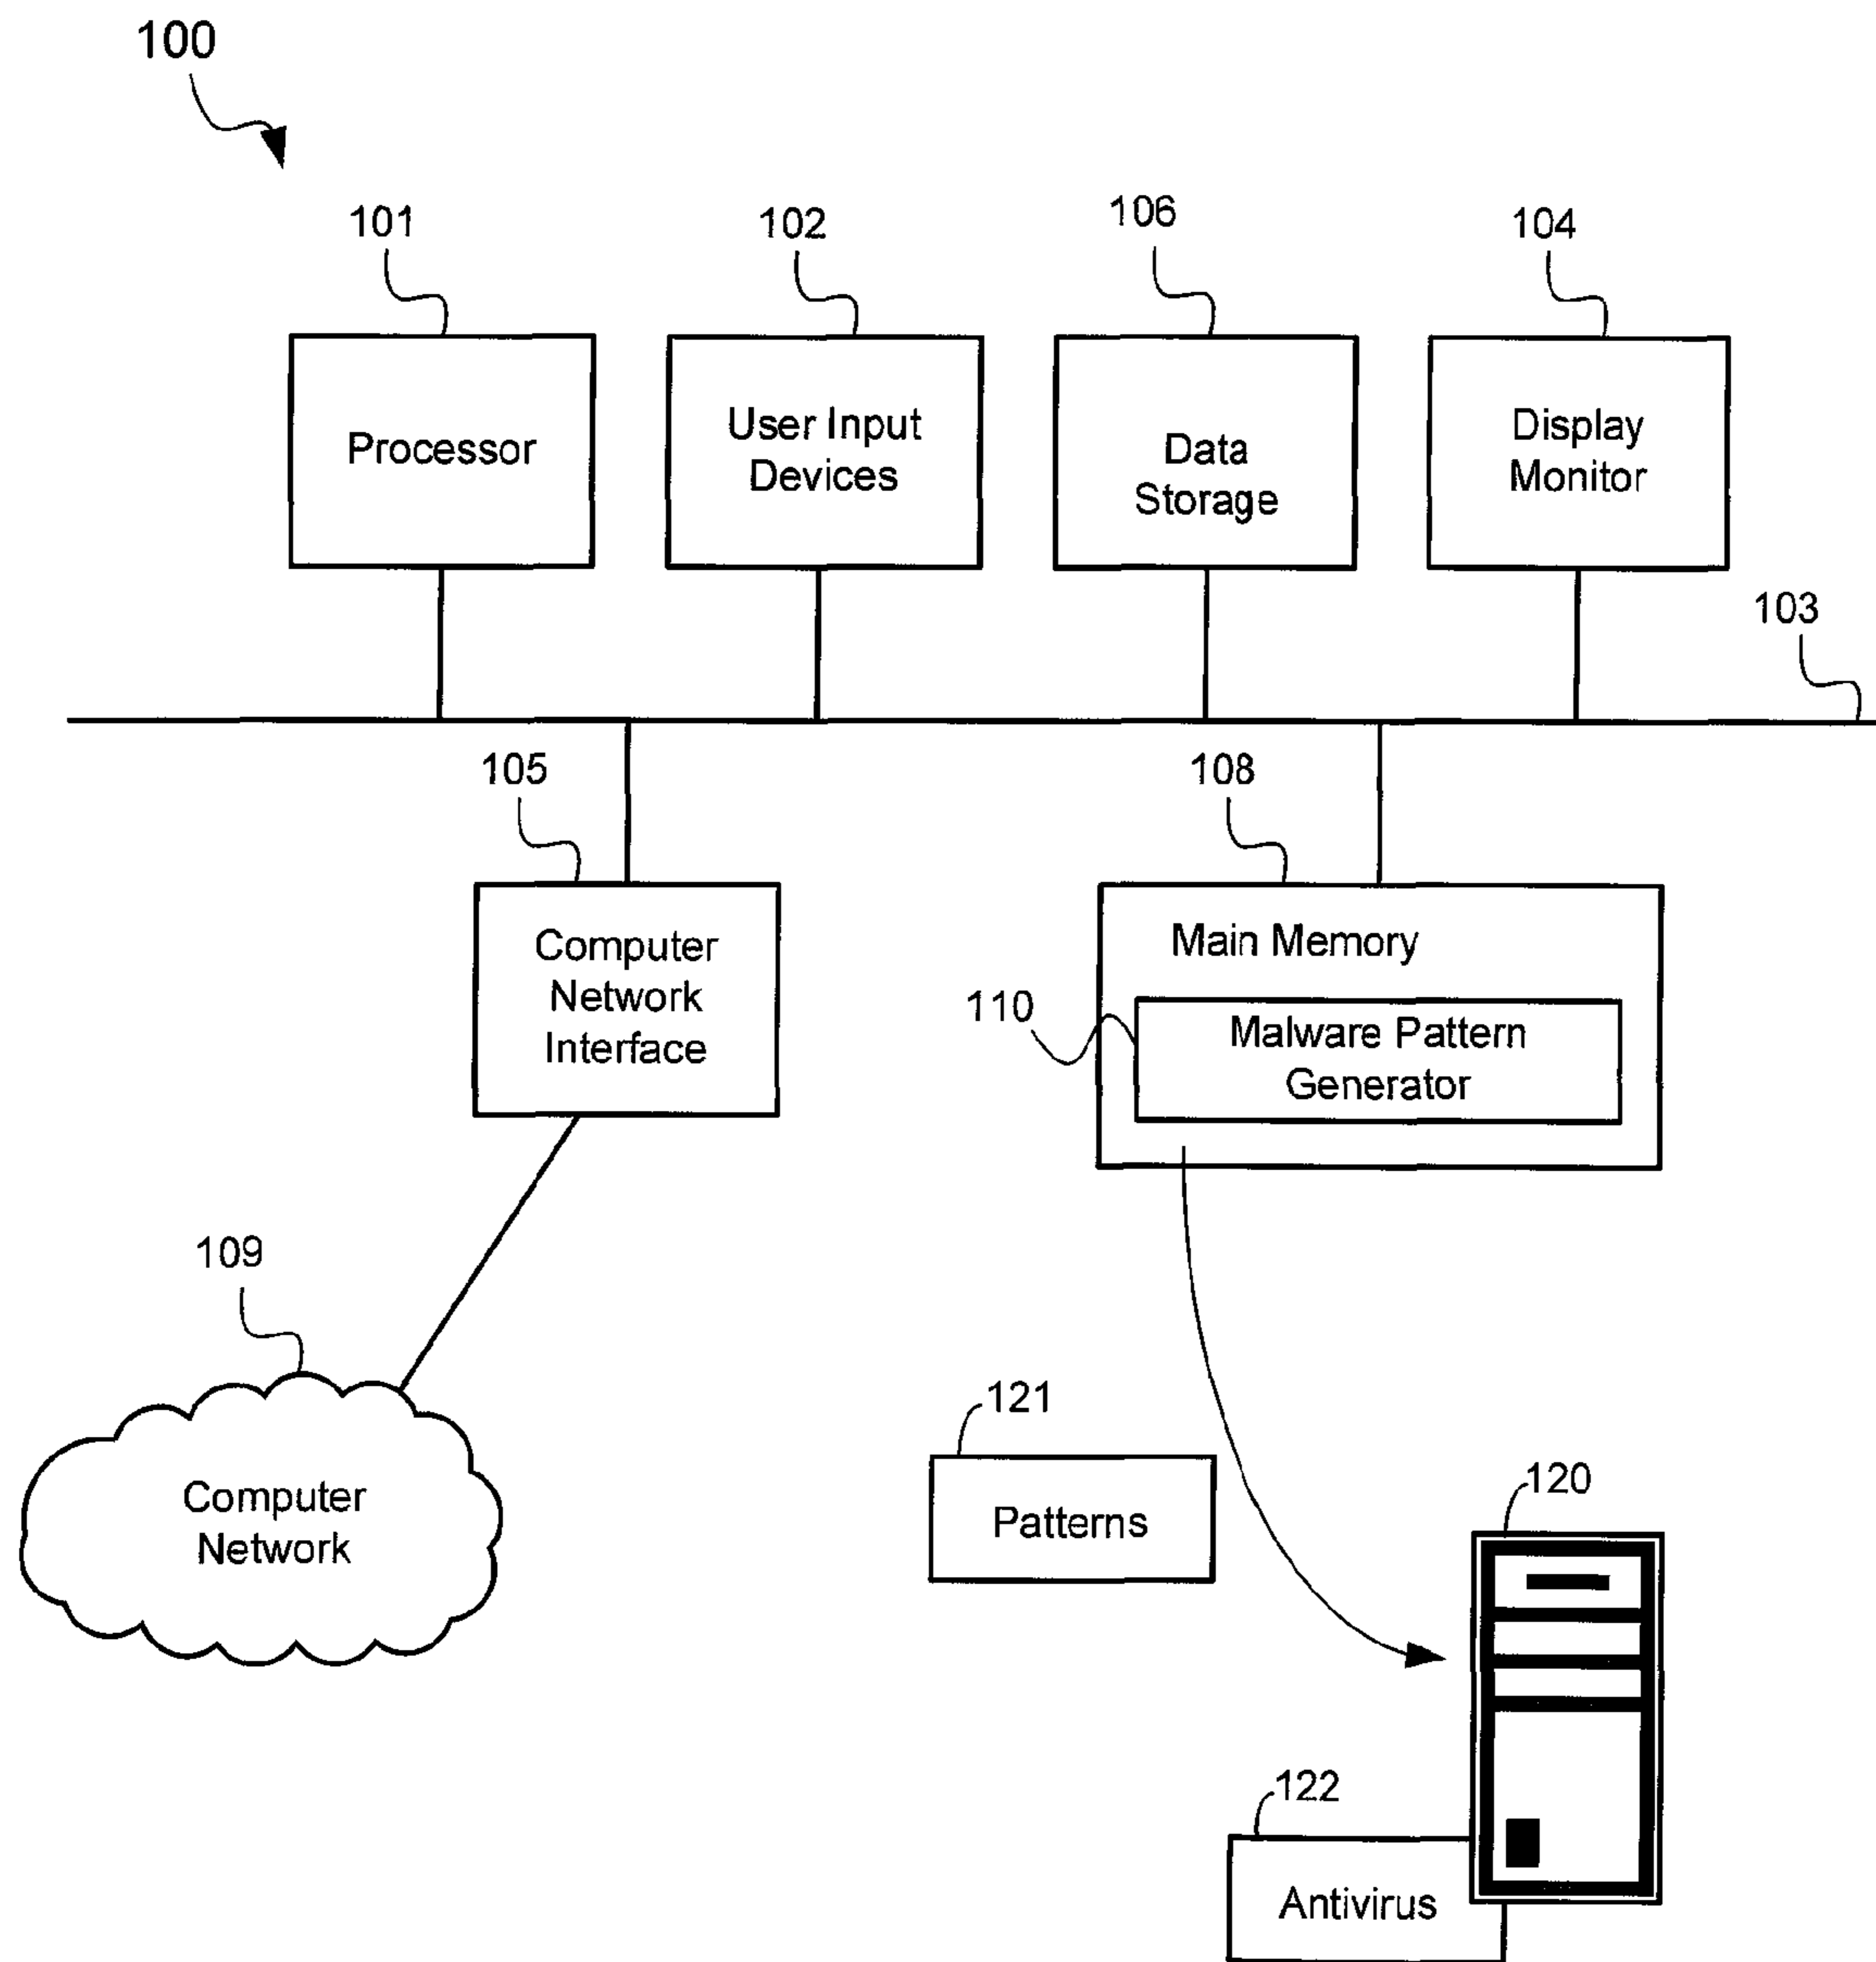 100
101
102
106
104
Processor
User Input
Devices
Data
Storage
Display
Monitor
103
105
108
Computer
Network
Interface
Main Memory
110
Malware Pattern
Generator
109
Computer
Network
121
Patterns
120
122
Antivirus